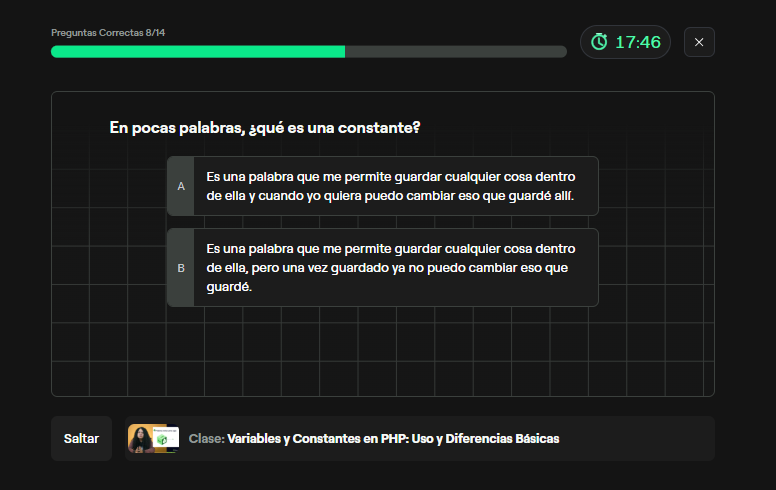 Preguntas Correctas 8/14
17:46
En pocas palabras, ¿qué es una constante?
A
Es una palabra que me permite guardar cualquier cosa dentro
de ella y cuando yo quiera puedo cambiar eso que guardé allí.
B
Es una palabra que me permite guardar cualquier cosa dentro
de ella, pero una vez guardado ya no puedo cambiar eso que
guardé.
Saltar
Clase: Variables y Constantes en PHP: Uso y Diferencias Básicas